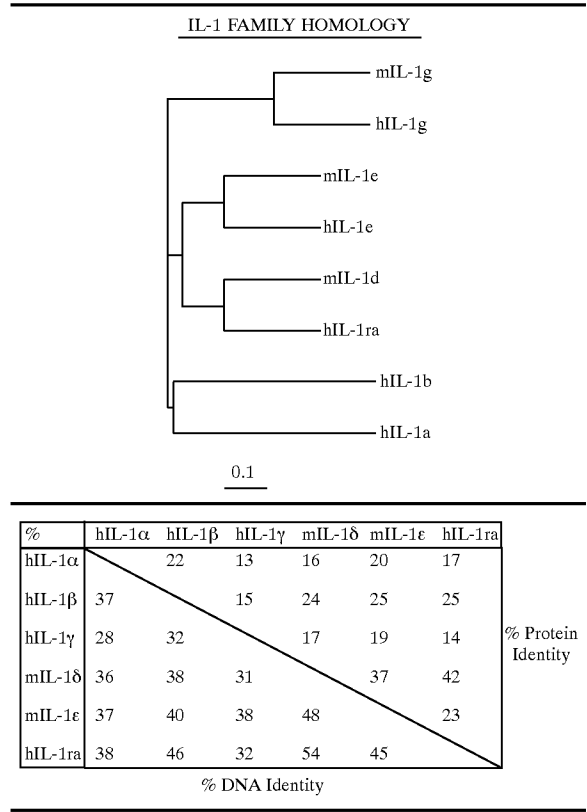 IL-1 FAMILY HOMOLOGY
mIL-1g
hIL-1g
mIL-1e
hIL-1e
mIL-1d
hIL-1ra
hIL-1b
hIL-1a
0.1
% hIL-1α hIL-1β hIL-1γ mIL-1δ mIL-1ε hIL-1ra
hIL-1α 22 13 16 20 17
hIL-1β 37 15 24 25 25
hIL-1γ 28 32 17 19 14
mIL-1δ 36 38 31 37 42
mIL-1ε 37 40 38 48 23
hIL-1ra 38 46 32 54 45
% Protein
Identity
% DNA Identity